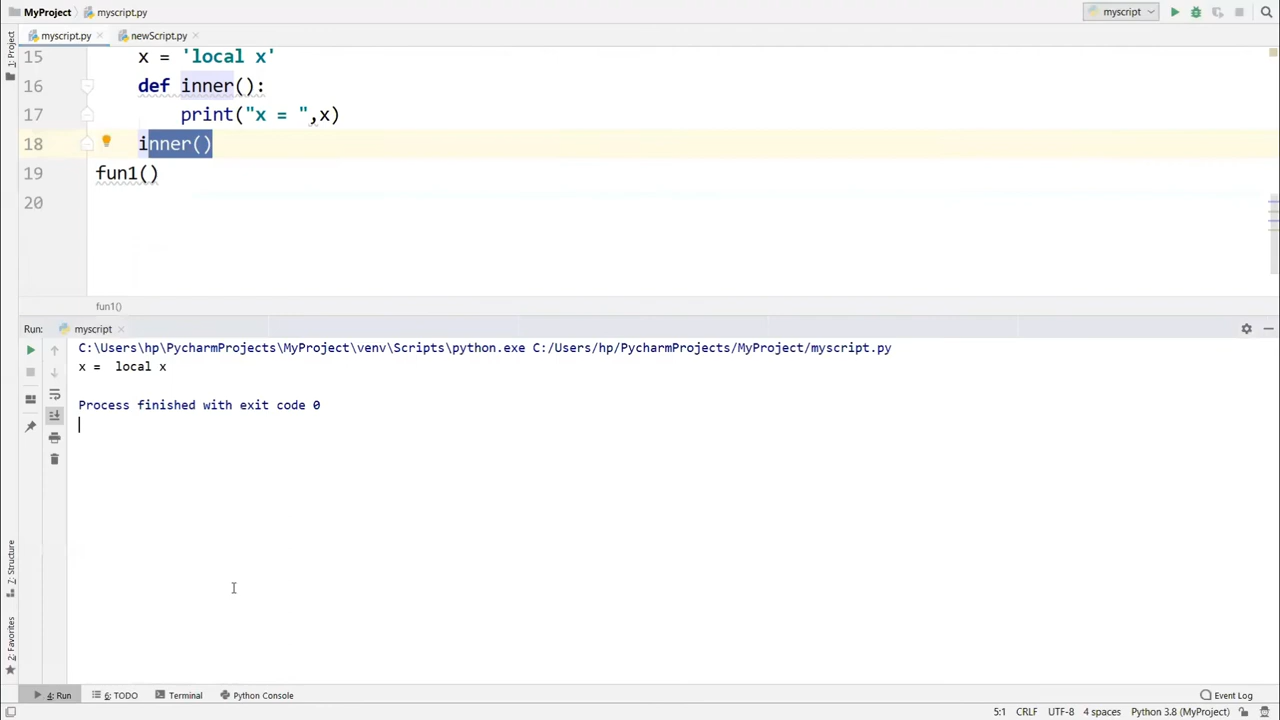 MyProject myscript.py myscript
myscript.py newScript.py
1: Project
15 x = 'local x'
16 def inner():
17 print("x = ",x)
18 inner()
19 fun1()
20
fun1()
Run: myscript
C:\Users\hp\PycharmProjects\MyProject\venv\Scripts\python.exe C:/Users/hp/PycharmProjects/MyProject/myscript.py
x =  local x
Process finished with exit code 0
7: Structure
2: Favorites
4: Run 6: TODO Terminal Python Console Event Log
5:1 CRLF UTF-8 4 spaces Python 3.8 (MyProject)